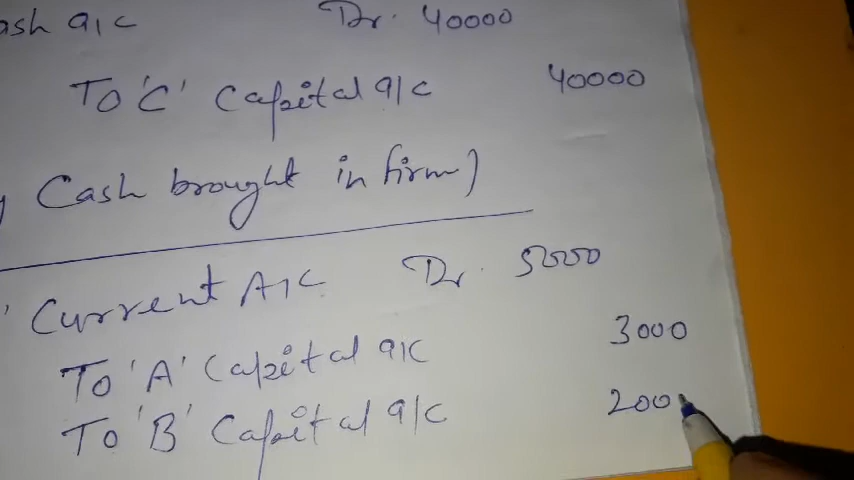 ash a/c Dr. 40000
To 'C' Capital a/c 40000
Cash brought in firm)
' Current A/C Dr. 5000
To 'A' Capital a/c 3000
To 'B' Capital a/c 200